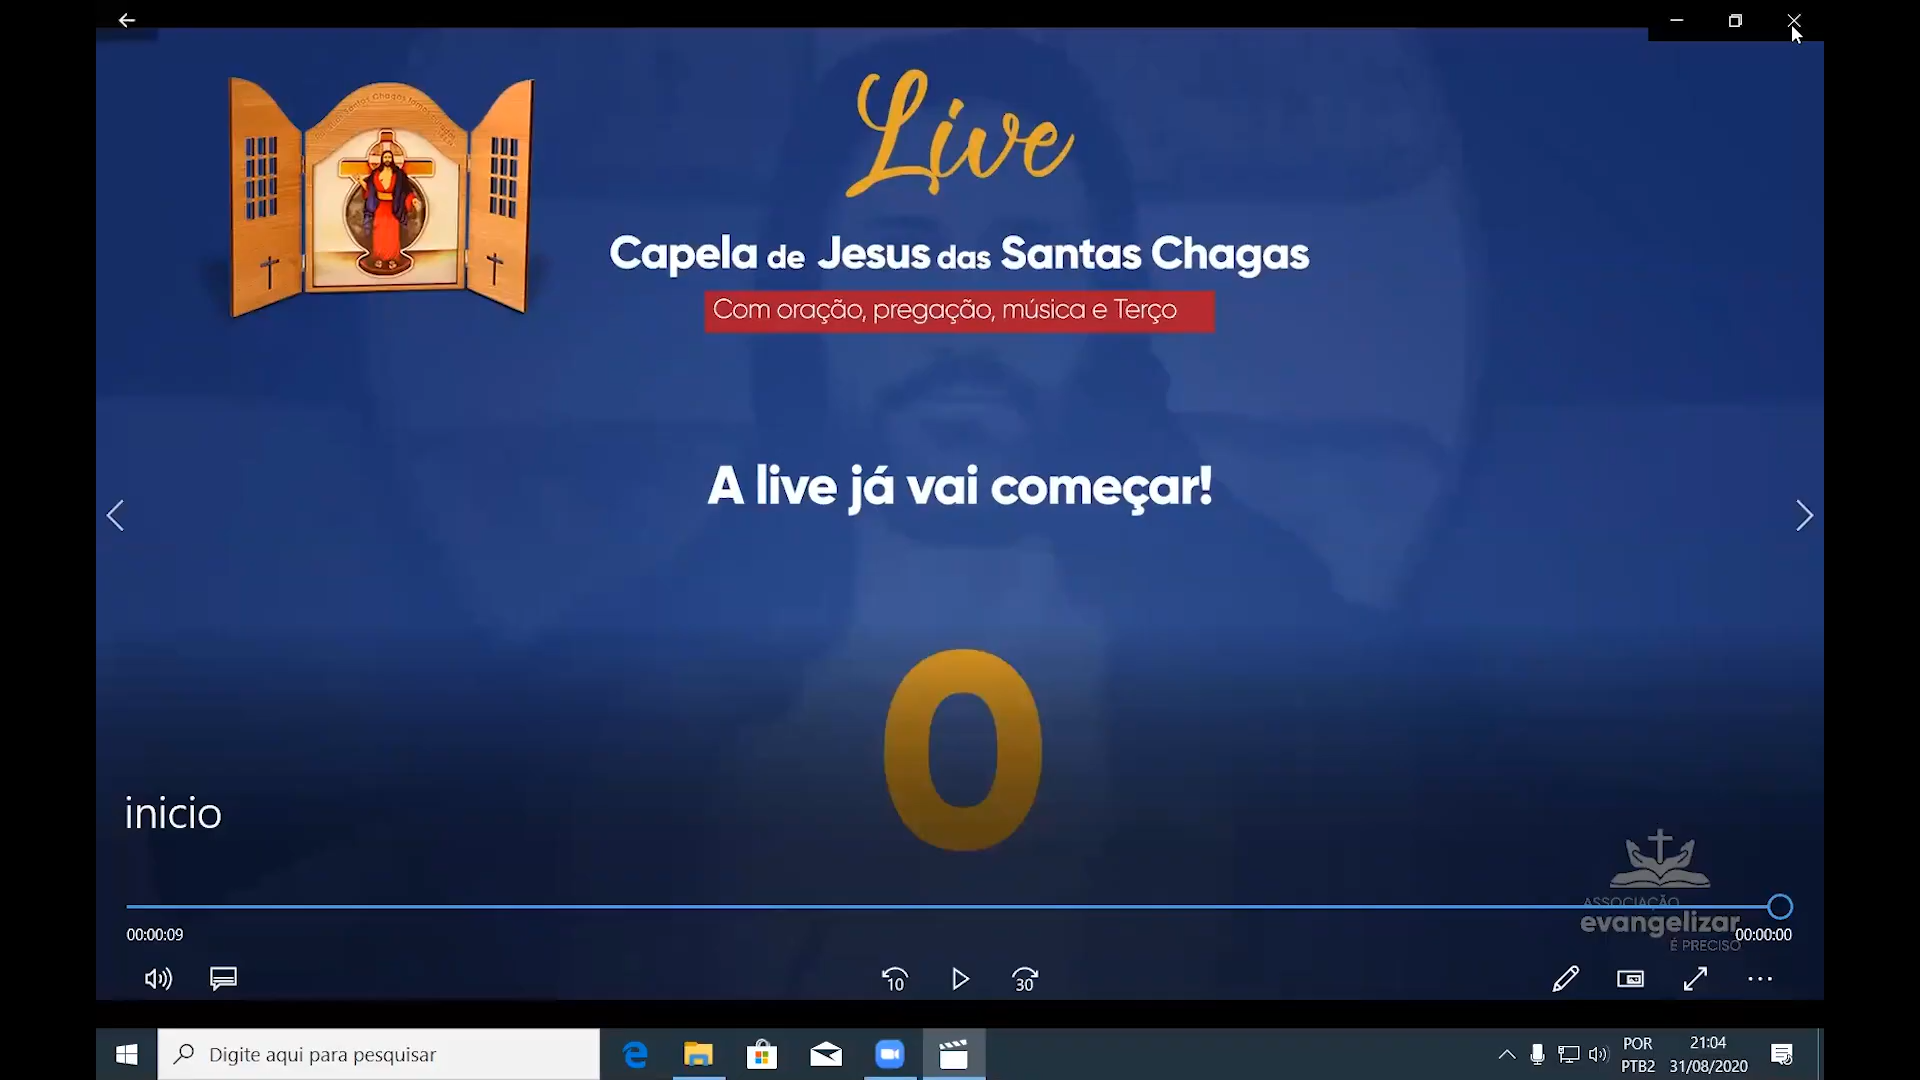 Live
Capela de Jesus das Santas Chagas
Com oração, pregação, música e Terço
A live já vai começar!
0
inicio
ASSOCIAÇÃO
evangelizar
É PRECISO
00:00:09
00:00:00
10
30
Digite aqui para pesquisar
POR
PTB2
21:04
31/08/2020